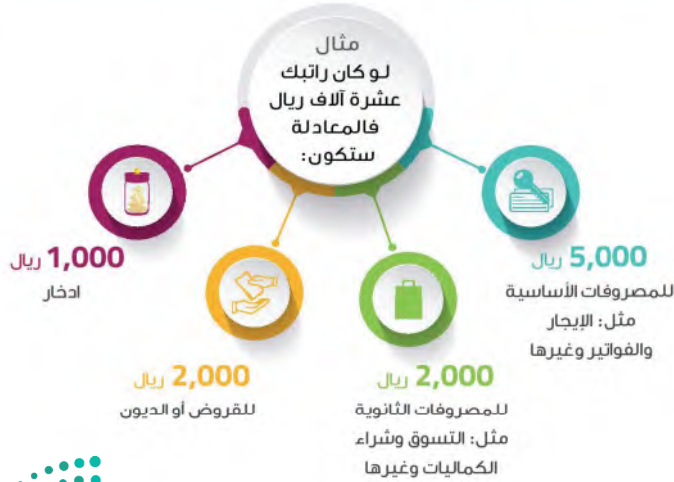 مثال
لو كان راتبك
عشرة آلاف ريال
فالمعادلة
ستكون:
5,000 ريال
للمصروفات الأساسية
مثل: الإيجار
والفواتير وغيرها
2,000 ريال
للمصروفات الثانوية
مثل: التسوق وشراء
الكماليات وغيرها
2,000 ريال
للقروض أو الديون
1,000 ريال
ادخار